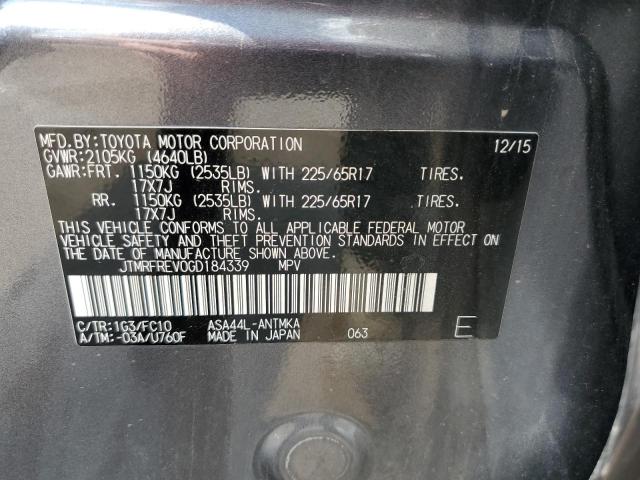 MFD.BY:TOYOTA MOTOR CORPORATION 12/15
GVWR:2105KG (4640LB)
GAWR:FRT. 1150KG (2535LB) WITH 225/65R17 TIRES.
17X7J RIMS.
RR. 1150KG (2535LB) WITH 225/65R17 TIRES.
17X7J RIMS.
THIS VEHICLE CONFORMS TO ALL APPLICABLE FEDERAL MOTOR
VEHICLE SAFETY AND THEFT PREVENTION STANDARDS IN EFFECT ON
THE DATE OF MANUFACTURE SHOWN ABOVE.
JTMRFREV0GD184339 MPV
C/TR:1G3/FC10 ASA44L-ANTMKA
A/TM:-03A/U760F MADE IN JAPAN 063 E